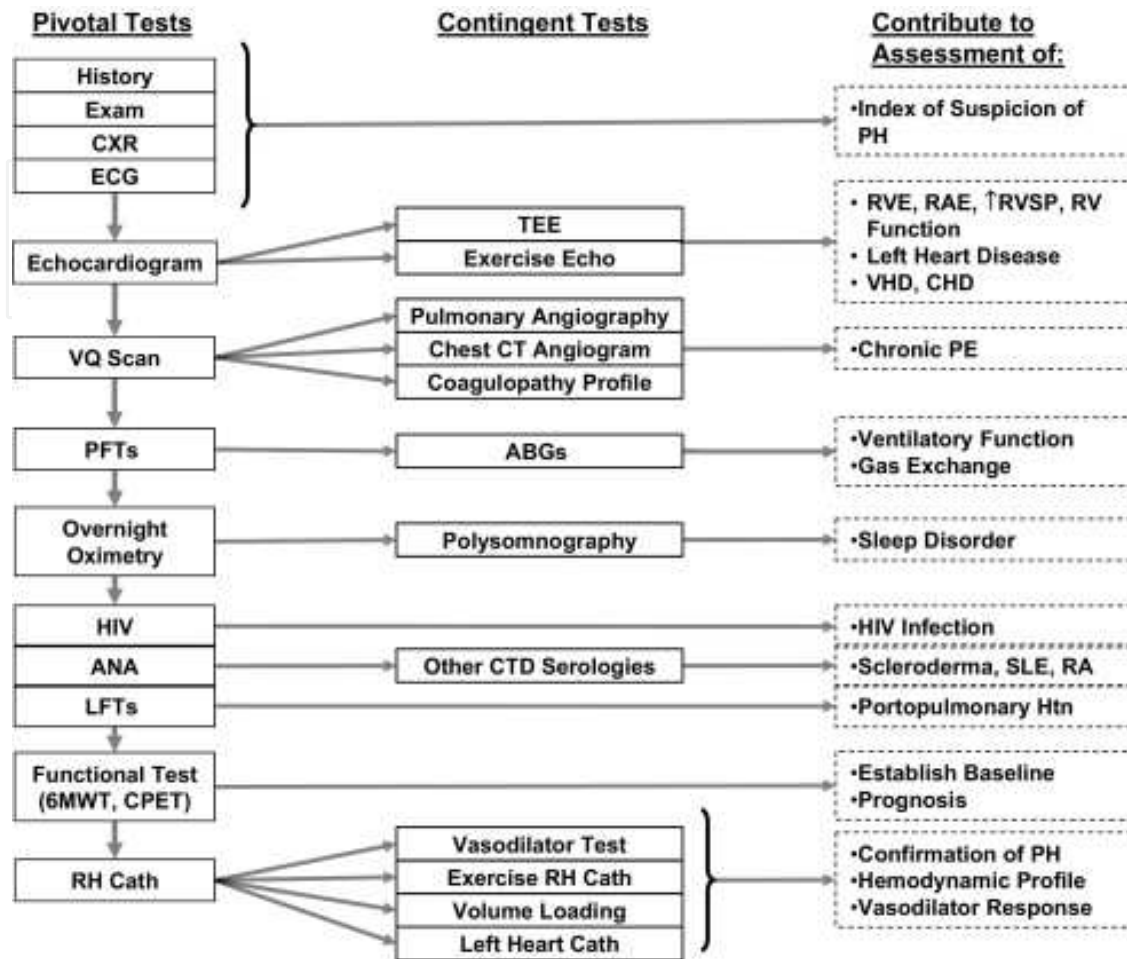 Pivotal Tests
Contingent Tests
Contribute to
Assessment of:
History
Exam
CXR
ECG
•Index of Suspicion of
PH
Echocardiogram
TEE
Exercise Echo
• RVE, RAE, ↑RVSP, RV
Function
• Left Heart Disease
• VHD, CHD
VQ Scan
Pulmonary Angiography
Chest CT Angiogram
Coagulopathy Profile
•Chronic PE
PFTs
ABGs
•Ventilatory Function
•Gas Exchange
Overnight
Oximetry
Polysomnography
•Sleep Disorder
HIV
•HIV Infection
ANA
Other CTD Serologies
•Scleroderma, SLE, RA
LFTs
•Portopulmonary Htn
Functional Test
(6MWT, CPET)
•Establish Baseline
•Prognosis
RH Cath
Vasodilator Test
Exercise RH Cath
Volume Loading
Left Heart Cath
•Confirmation of PH
•Hemodynamic Profile
•Vasodilator Response